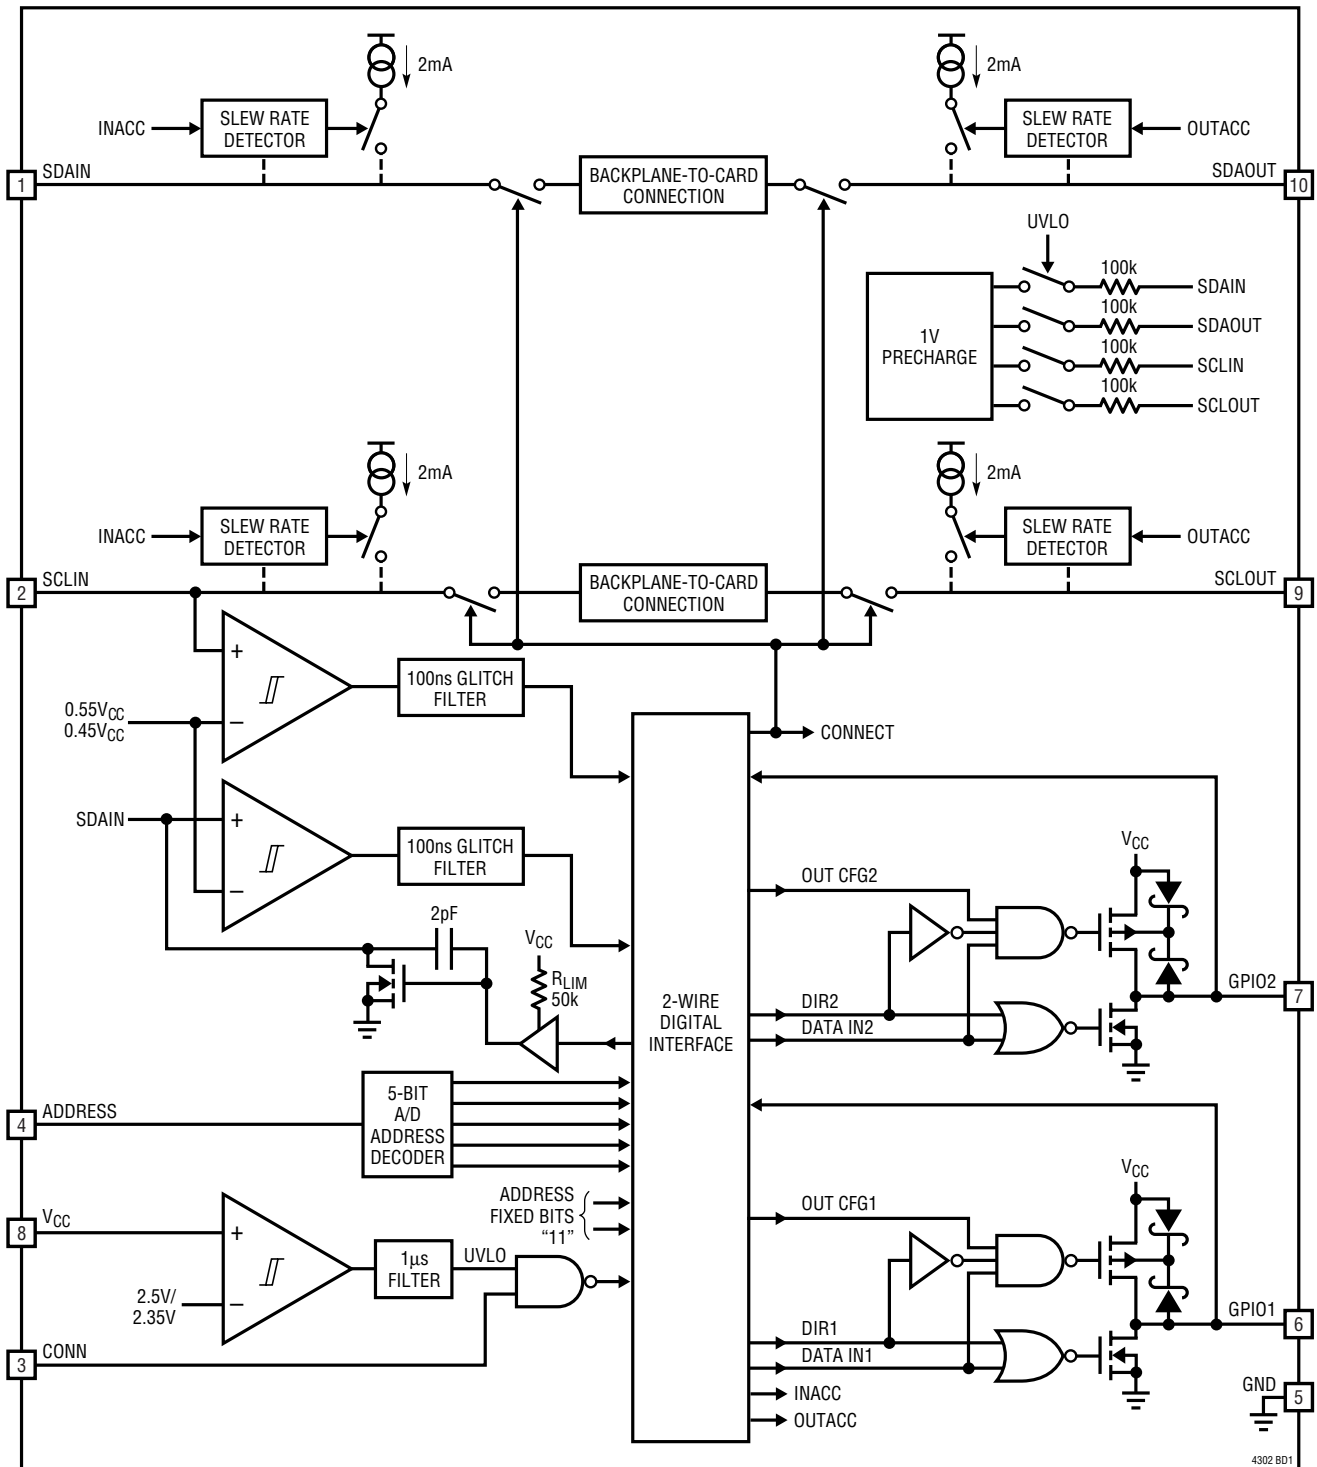 2mA
2mA
INACC
SLEW RATE
DETECTOR
SLEW RATE
DETECTOR
OUTACC
1
SDAIN
BACKPLANE-TO-CARD
CONNECTION
SDAOUT
10
UVLO
1V
PRECHARGE
100k
SDAIN
100k
SDAOUT
100k
SCLIN
100k
SCLOUT
2mA
2mA
INACC
SLEW RATE
DETECTOR
SLEW RATE
DETECTOR
OUTACC
2
SCLIN
BACKPLANE-TO-CARD
CONNECTION
SCLOUT
9
+
–
0.55VCC
0.45VCC
100ns GLITCH
FILTER
CONNECT
SDAIN
+
–
100ns GLITCH
FILTER
2pF
VCC
RLIM
50k
2-WIRE
DIGITAL
INTERFACE
VCC
OUT CFG2
DIR2
DATA IN2
GPIO2
7
4
ADDRESS
5-BIT
A/D
ADDRESS
DECODER
ADDRESS
FIXED BITS
“11”
8
VCC
+
–
2.5V/
2.35V
1µs
FILTER
UVLO
3
CONN
VCC
OUT CFG1
DIR1
DATA IN1
GPIO1
6
INACC
OUTACC
GND
5
4302 BD1